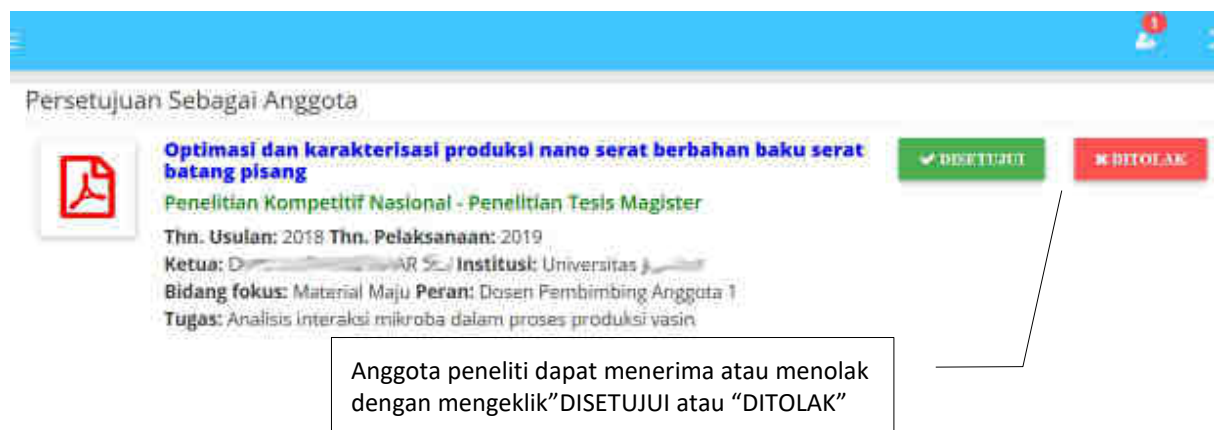 1
Persetujuan Sebagai Anggota
Optimasi dan karakterisasi produksi nano serat berbahan baku serat
batang pisang
Penelitian Kompetitif Nasional - Penelitian Tesis Magister
Thn. Usulan: 2018 Thn. Pelaksanaan: 2019
Ketua: D AR Institusi: Universitas
Bidang fokus: Material Maju Peran: Dosen Pembimbing Anggota 1
Tugas: Analisis interaksi mikroba dalam proses produksi vasin
DISETUJUI
DITOLAK
Anggota peneliti dapat menerima atau menolak
dengan mengeklik”DISETUJUI atau “DITOLAK”